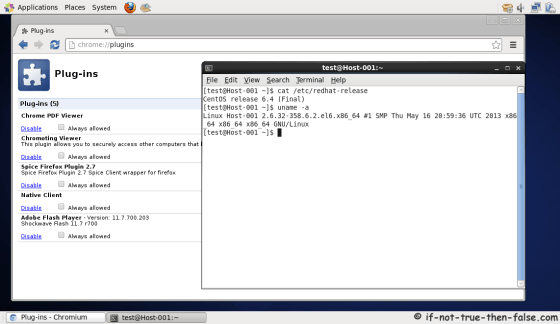 Applications Places System
Plug-ins
chrome://plugins
Plug-ins
Plug-ins (5)
Chrome PDF Viewer
Disable Always allowed
Chromoting Viewer
This plugin allows you to securely access other computers that
Disable Always allowed
Spice Firefox Plugin 2.7
Spice Firefox Plugin 2.7 Spice Client wrapper for firefox
Disable Always allowed
Native Client
Disable Always allowed
Adobe Flash Player - Version: 11.7.700.203
Shockwave Flash 11.7 r700
Disable Always allowed
test@Host-001:~
File Edit View Search Terminal Help
[test@Host-001 ~]$ cat /etc/redhat-release
CentOS release 6.4 (Final)
[test@Host-001 ~]$ uname -a
Linux Host-001 2.6.32-358.6.2.el6.x86_64 #1 SMP Thu May 16 20:59:36 UTC 2013 x86
_64 x86_64 x86_64 GNU/Linux
[test@Host-001 ~]$
Plug-ins - Chromium
test@Host-001:~
© if-not-true-then-false.com